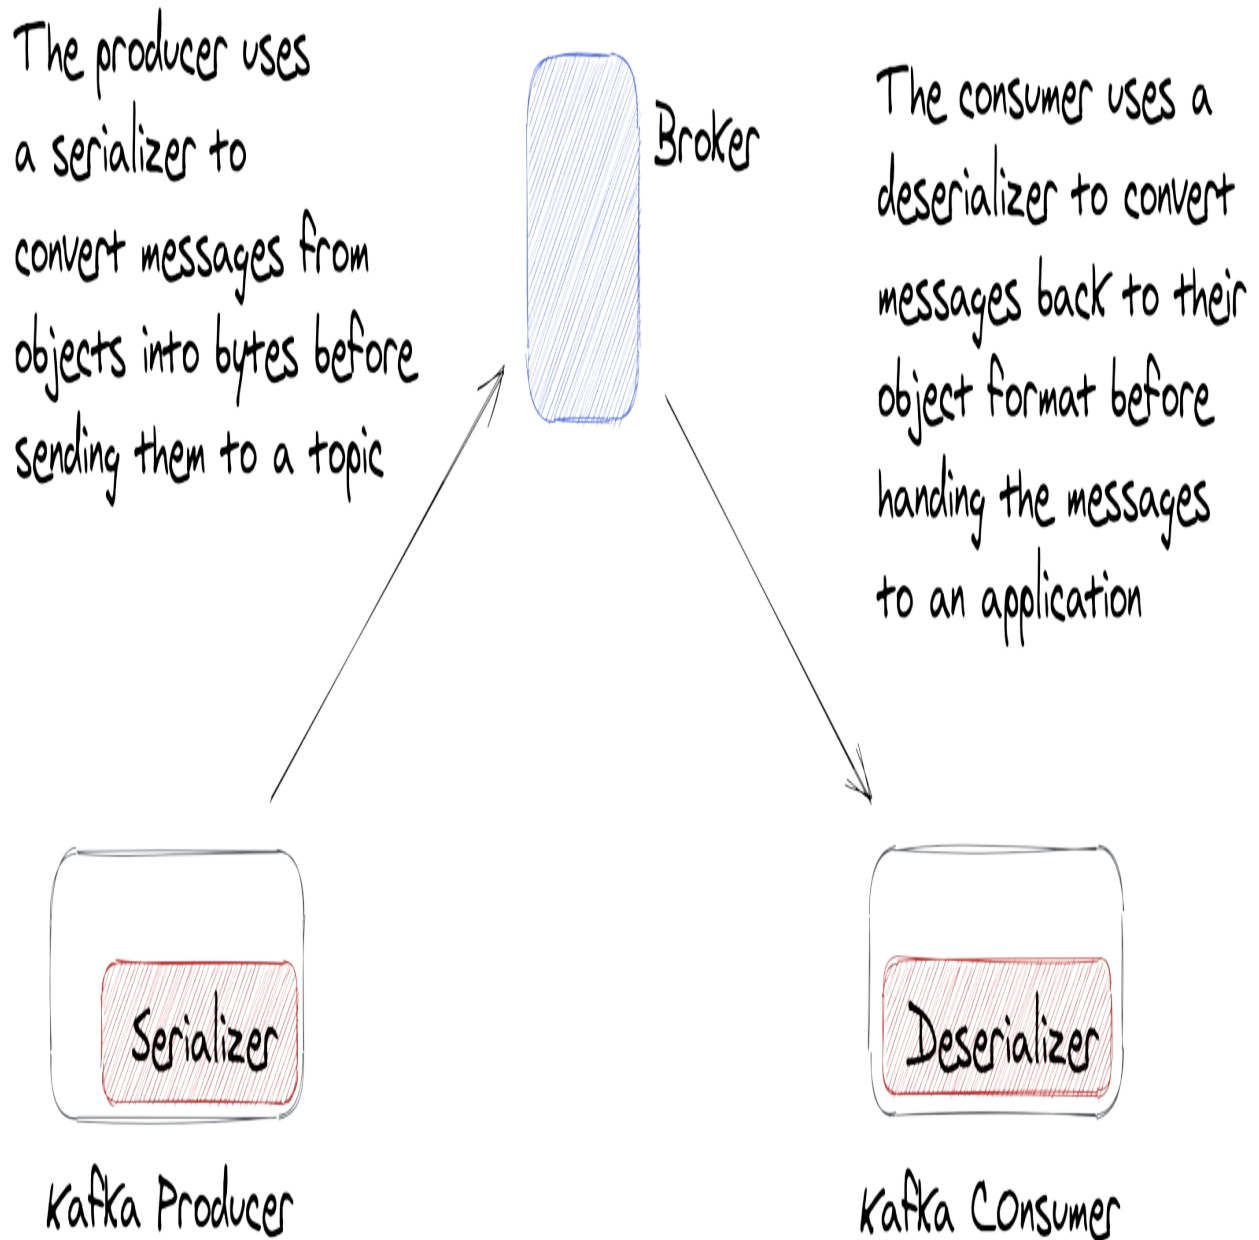 The producer uses
a serializer to
convert messages from
objects into bytes before
sending them to a topic
Broker
The consumer uses a
deserializer to convert
messages back to their
object format before
handing the messages
to an application
Serializer
Kafka Producer
Deserializer
Kafka COnsumer